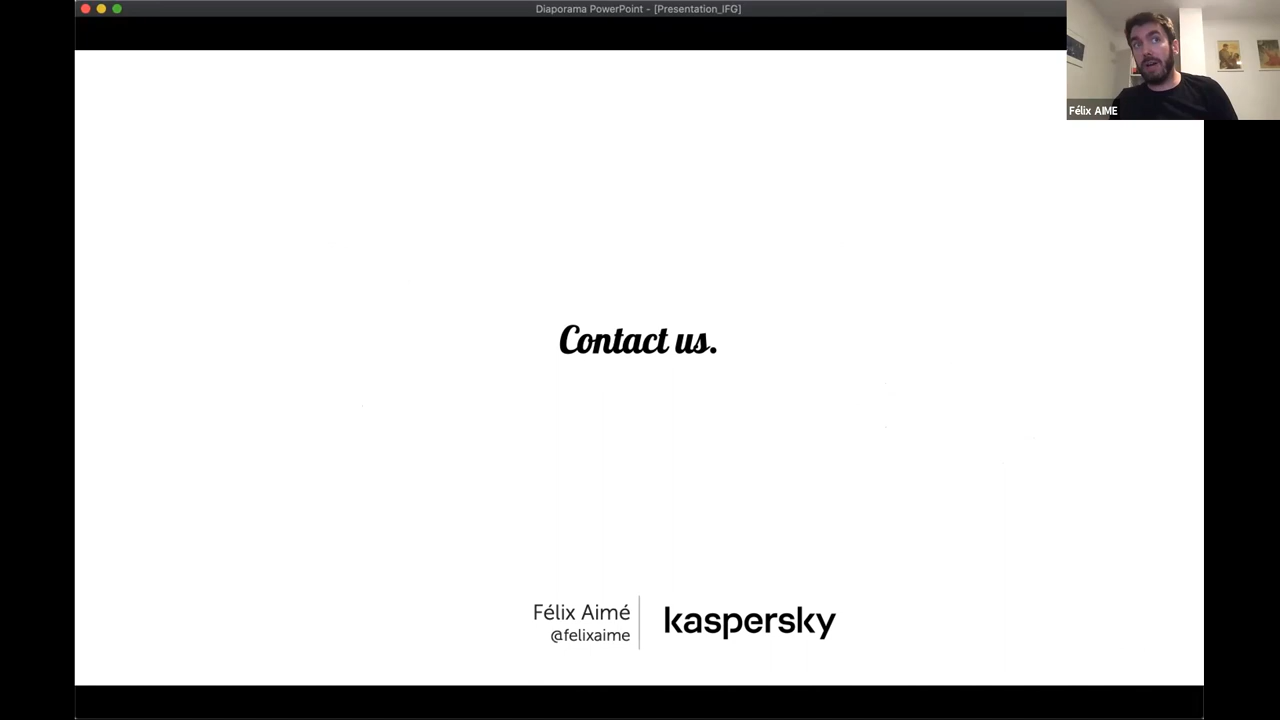 Diaporama PowerPoint - [Presentation_IFG]
Félix AIME
Contact us.
Félix Aimé
@felixaime
kaspersky